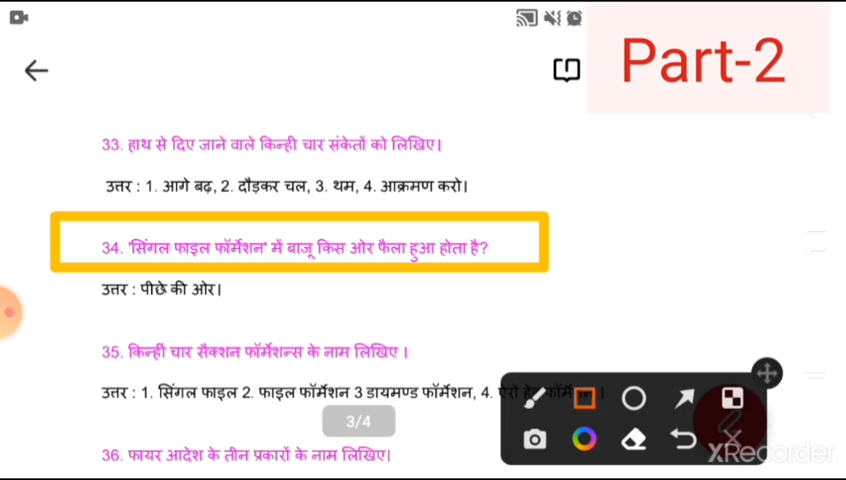 Part-2
33. हाथ से दिए जाने वाले किन्ही चार संकेतों को लिखिए।
उत्तर : 1. आगे बढ़, 2. दौड़कर चल, 3. थम, 4. आक्रमण करो।
34. 'सिंगल फाइल फॉर्मेशन' में बाजू किस ओर फैला हुआ होता है?
उत्तर : पीछे की ओर।
35. किन्हीं चार सैक्शन फॉर्मेशन्स के नाम लिखिए ।
उत्तर : 1. सिंगल फाइल 2. फाइल फॉर्मेशन 3 डायमण्ड फॉर्मेशन, 4.
3/4
36. फायर आदेश के तीन प्रकारों के नाम लिखिए।
XRecorder